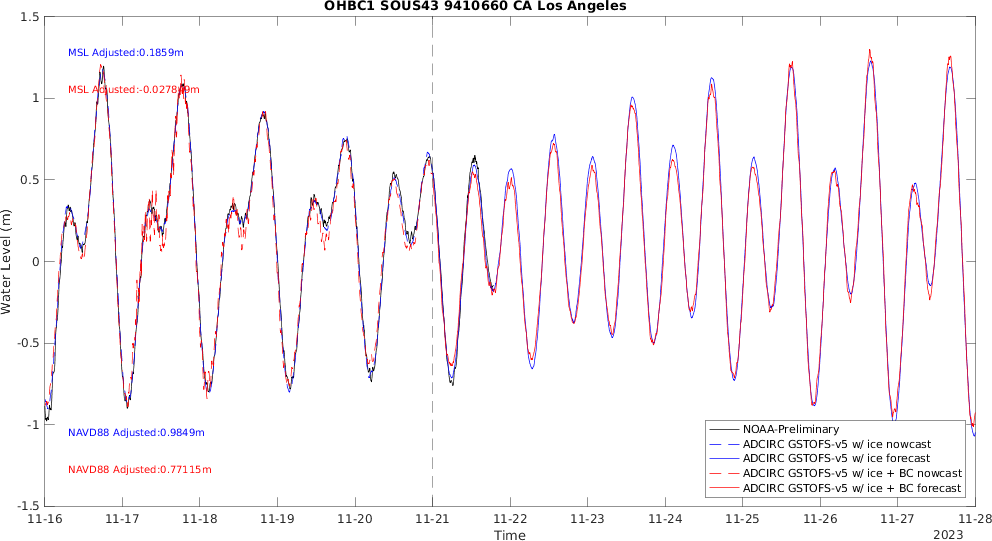 OHBC1 SOUS43 9410660 CA Los Angeles
1.5
1
0.5
0
-0.5
-1
-1.5
Water Level (m)
MSL Adjusted:0.1859m
MSL Adjusted:
NAVD88 Adjusted:0.9849m
NAVD88 Adjusted:0.77115m
NOAA-Preliminary
ADCIRC GSTOFS-v5 w/ ice nowcast
ADCIRC GSTOFS-v5 w/ ice forecast
ADCIRC GSTOFS-v5 w/ ice + BC nowcast
ADCIRC GSTOFS-v5 w/ ice + BC forecast
11-16 11-17 11-18 11-19 11-20 11-21 11-22 11-23 11-24 11-25 11-26 11-27 11-28
Time
2023